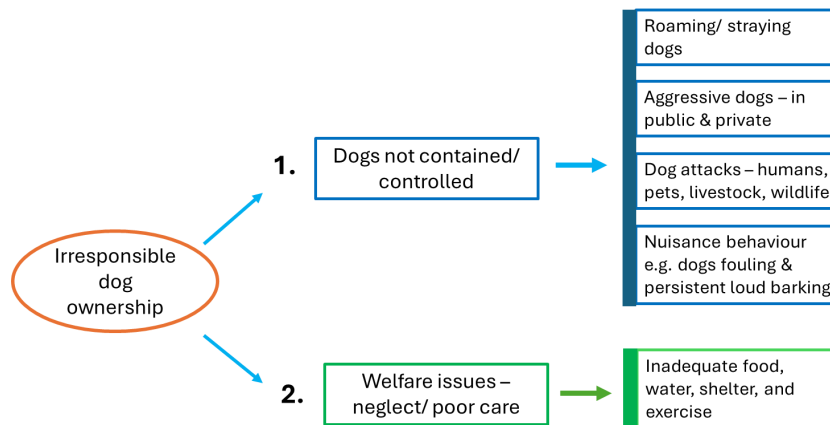 Irresponsible
dog
ownership
1.
Dogs not contained/
controlled
Roaming/ straying
dogs
Aggressive dogs – in
public & private
Dog attacks – humans,
pets, livestock, wildlife
Nuisance behaviour
e.g. dogs fouling &
persistent loud barking
2.
Welfare issues –
neglect/ poor care
Inadequate food,
water, shelter, and
exercise